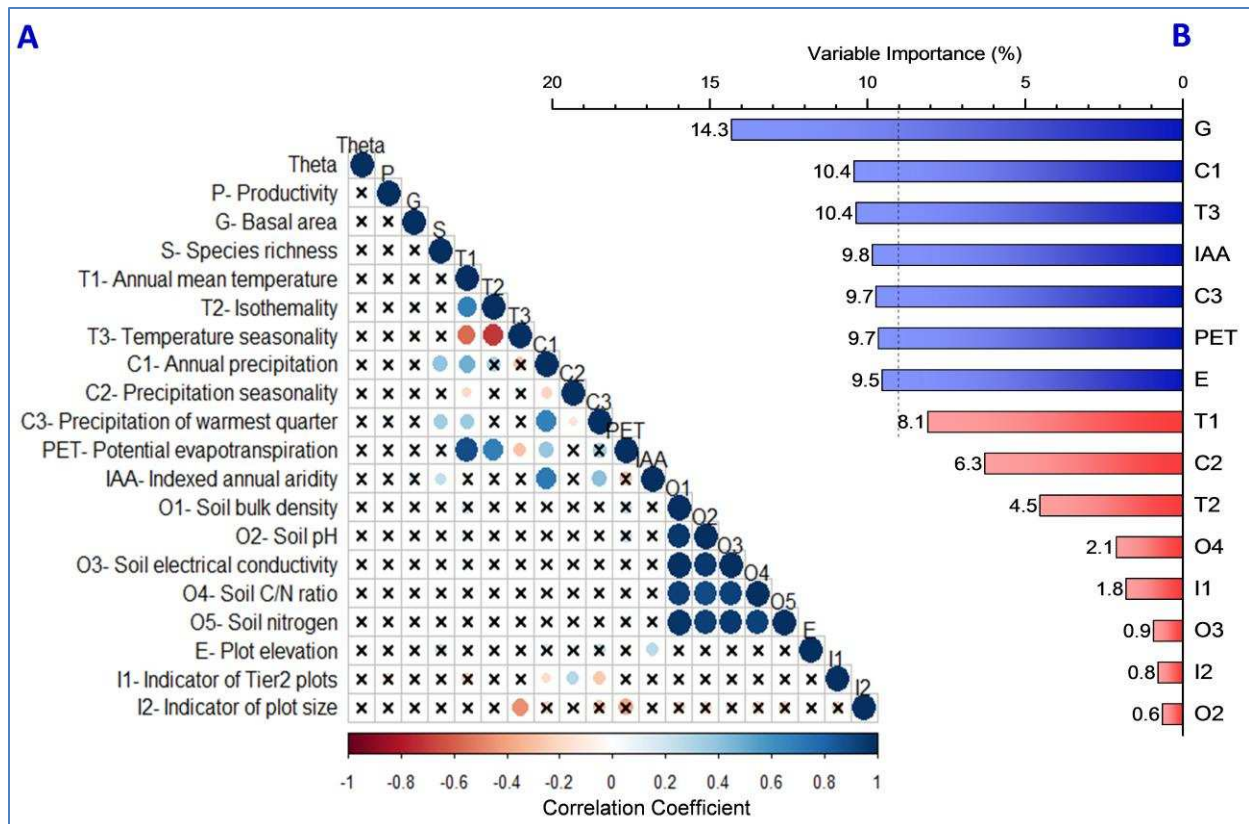 A
B
Variable Importance (%)
20 15 10 5 0
14.3 G
10.4 C1
10.4 T3
9.8 IAA
9.7 C3
9.7 PET
9.5 E
8.1 T1
6.3 C2
4.5 T2
2.1 O4
1.8 I1
0.9 O3
0.8 I2
0.6 O2
Theta
P
G
S
T1
T2
T3
C1
C2
C3
PET
IAA
O1
O2
O3
O4
O5
E
I1
I2
Theta
P- Productivity
G- Basal area
S- Species richness
T1- Annual mean temperature
T2- Isothemality
T3- Temperature seasonality
C1- Annual precipitation
C2- Precipitation seasonality
C3- Precipitation of warmest quarter
PET- Potential evapotranspiration
IAA- Indexed annual aridity
O1- Soil bulk density
O2- Soil pH
O3- Soil electrical conductivity
O4- Soil C/N ratio
O5- Soil nitrogen
E- Plot elevation
I1- Indicator of Tier2 plots
I2- Indicator of plot size
-1 -0.8 -0.6 -0.4 -0.2 0 0.2 0.4 0.6 0.8 1
Correlation Coefficient